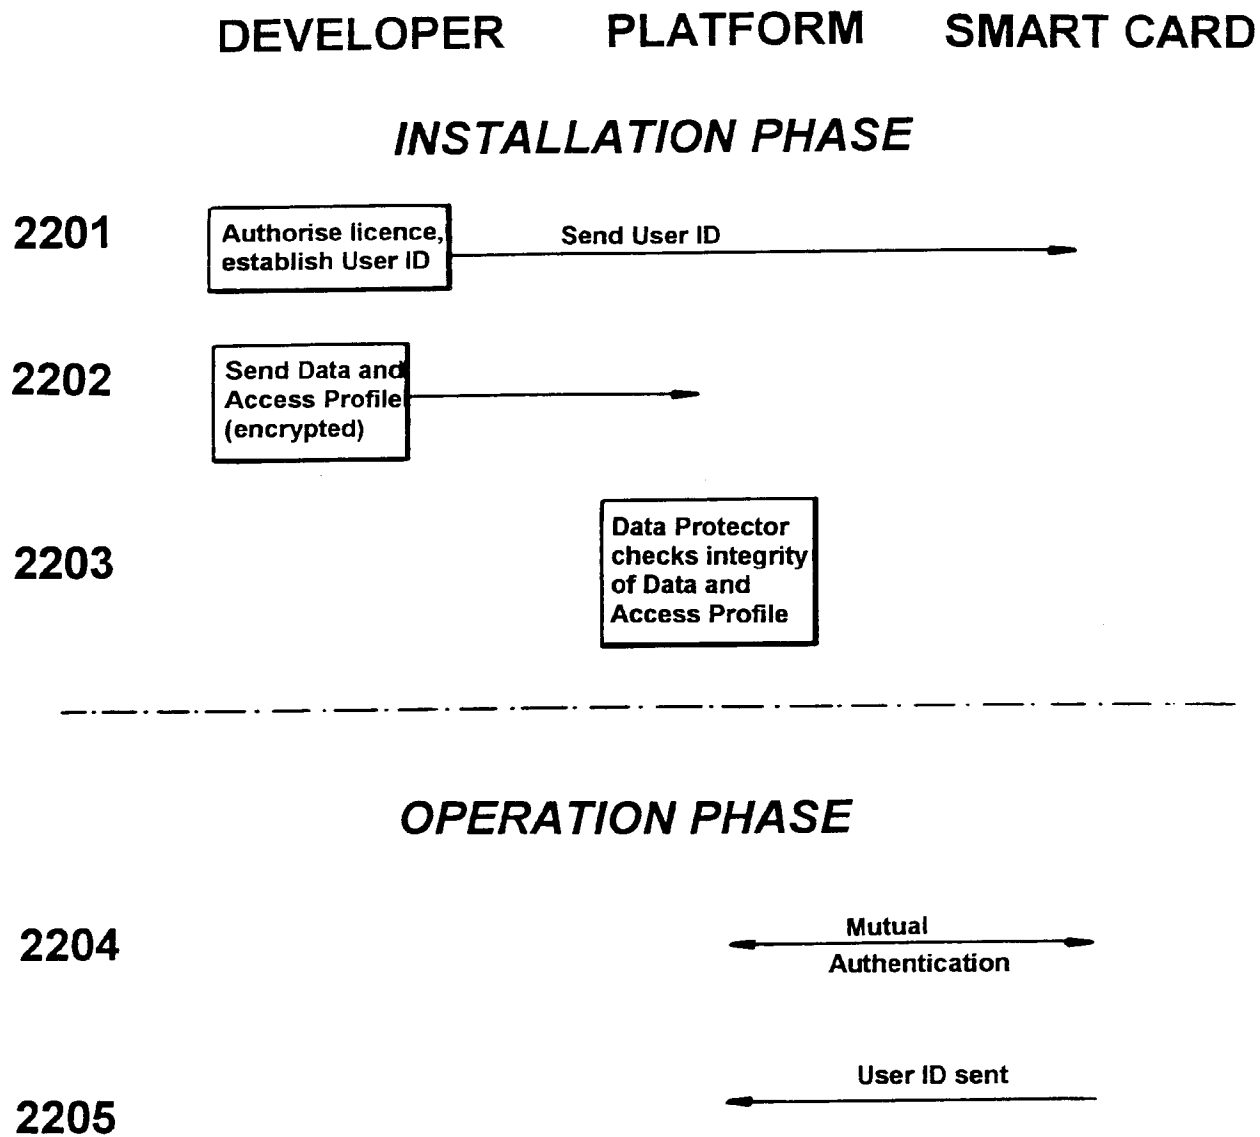 DEVELOPER PLATFORM SMART CARD
INSTALLATION PHASE
2201
Authorise licence,
establish User ID
Send User ID
2202
Send Data and
Access Profile
(encrypted)
2203
Data Protector
checks integrity
of Data and
Access Profile
OPERATION PHASE
2204
Mutual
Authentication
2205
User ID sent